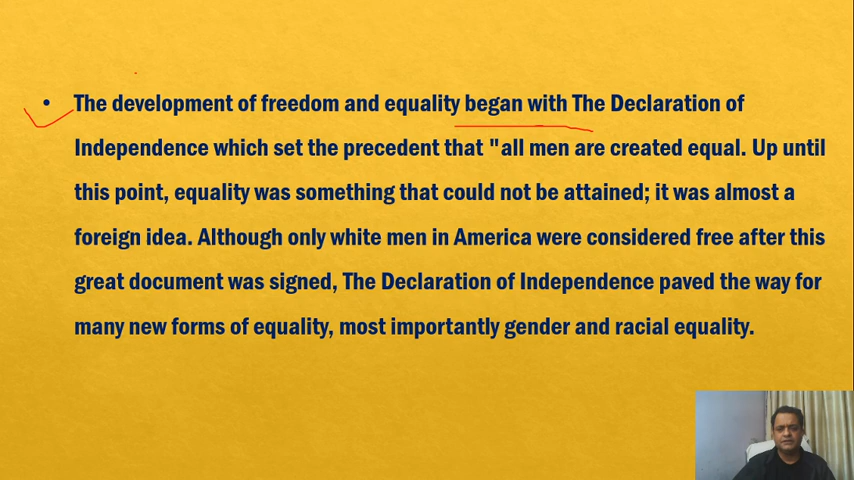 • The development of freedom and equality began with The Declaration of
Independence which set the precedent that "all men are created equal. Up until
this point, equality was something that could not be attained; it was almost a
foreign idea. Although only white men in America were considered free after this
great document was signed, The Declaration of Independence paved the way for
many new forms of equality, most importantly gender and racial equality.